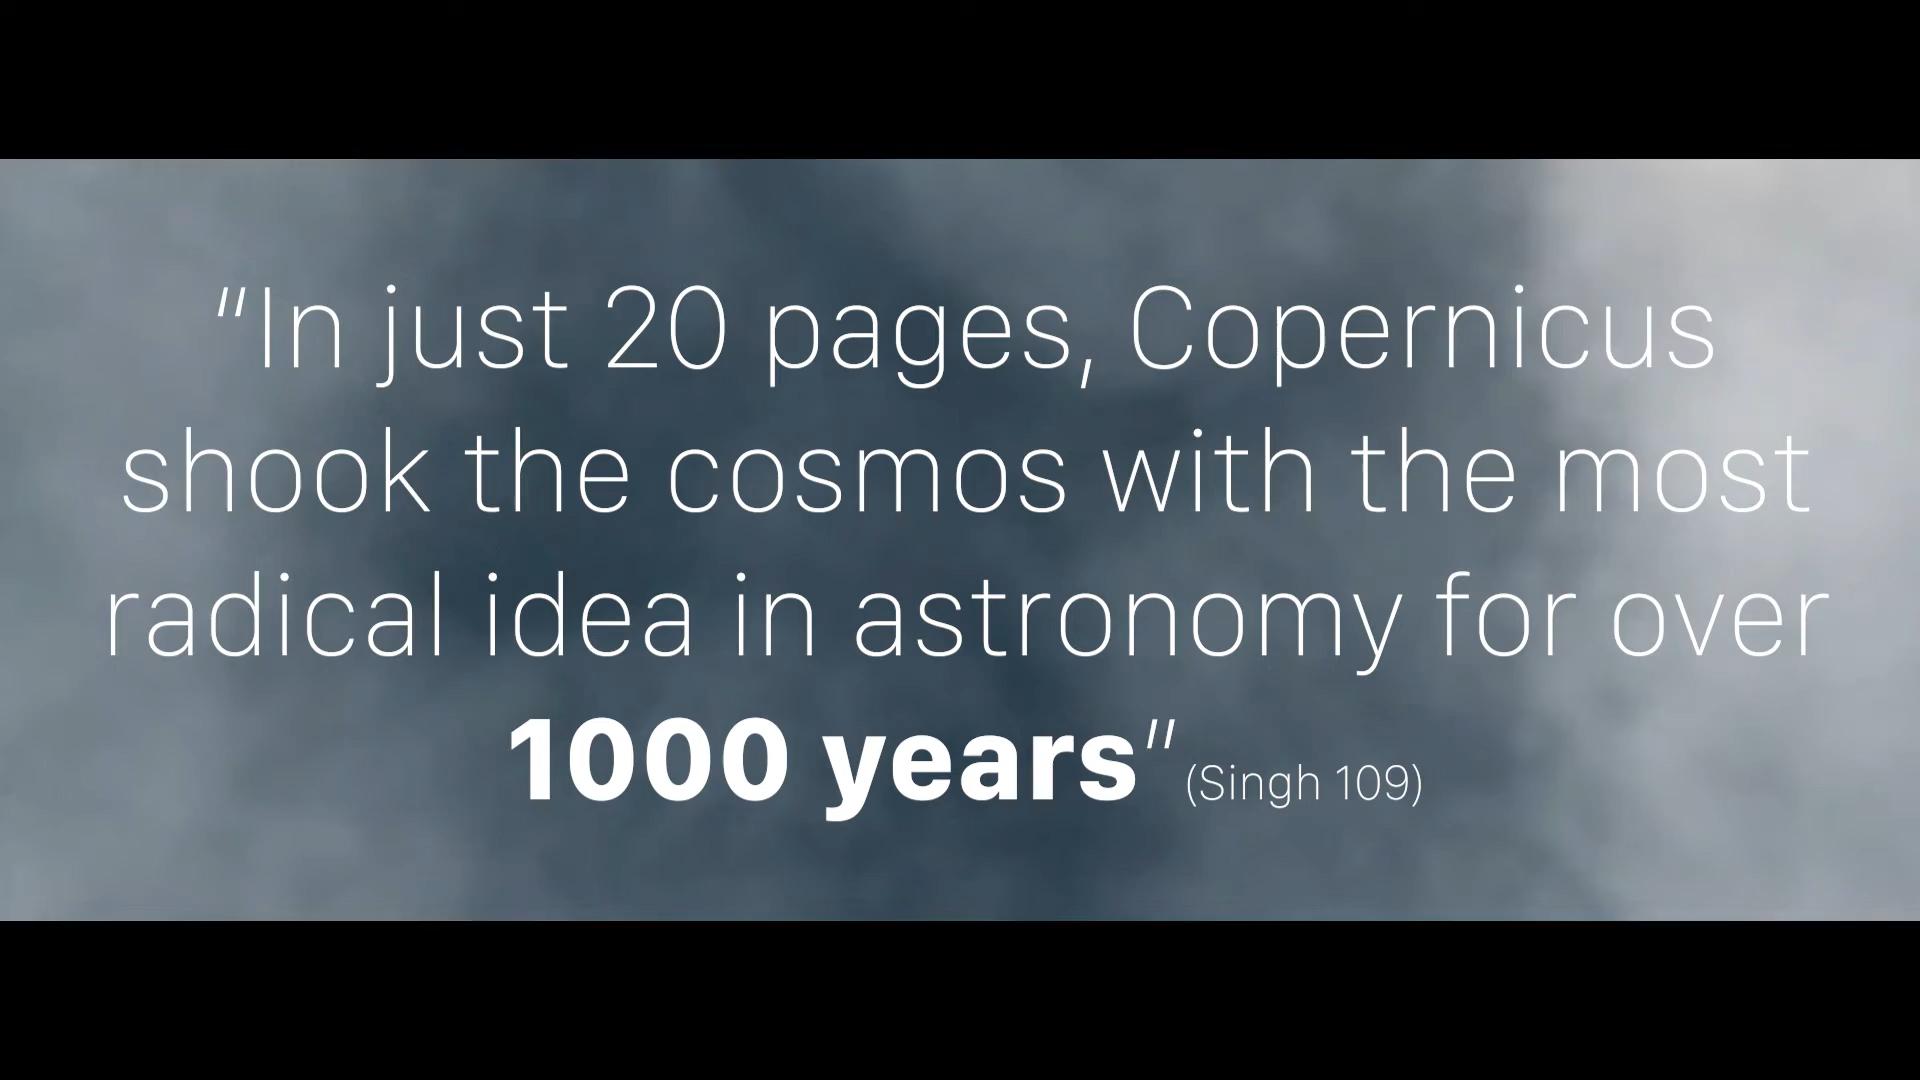 "In just 20 pages, Copernicus
shook the cosmos with the most
radical idea in astronomy for over
1000 years" (Singh 109)